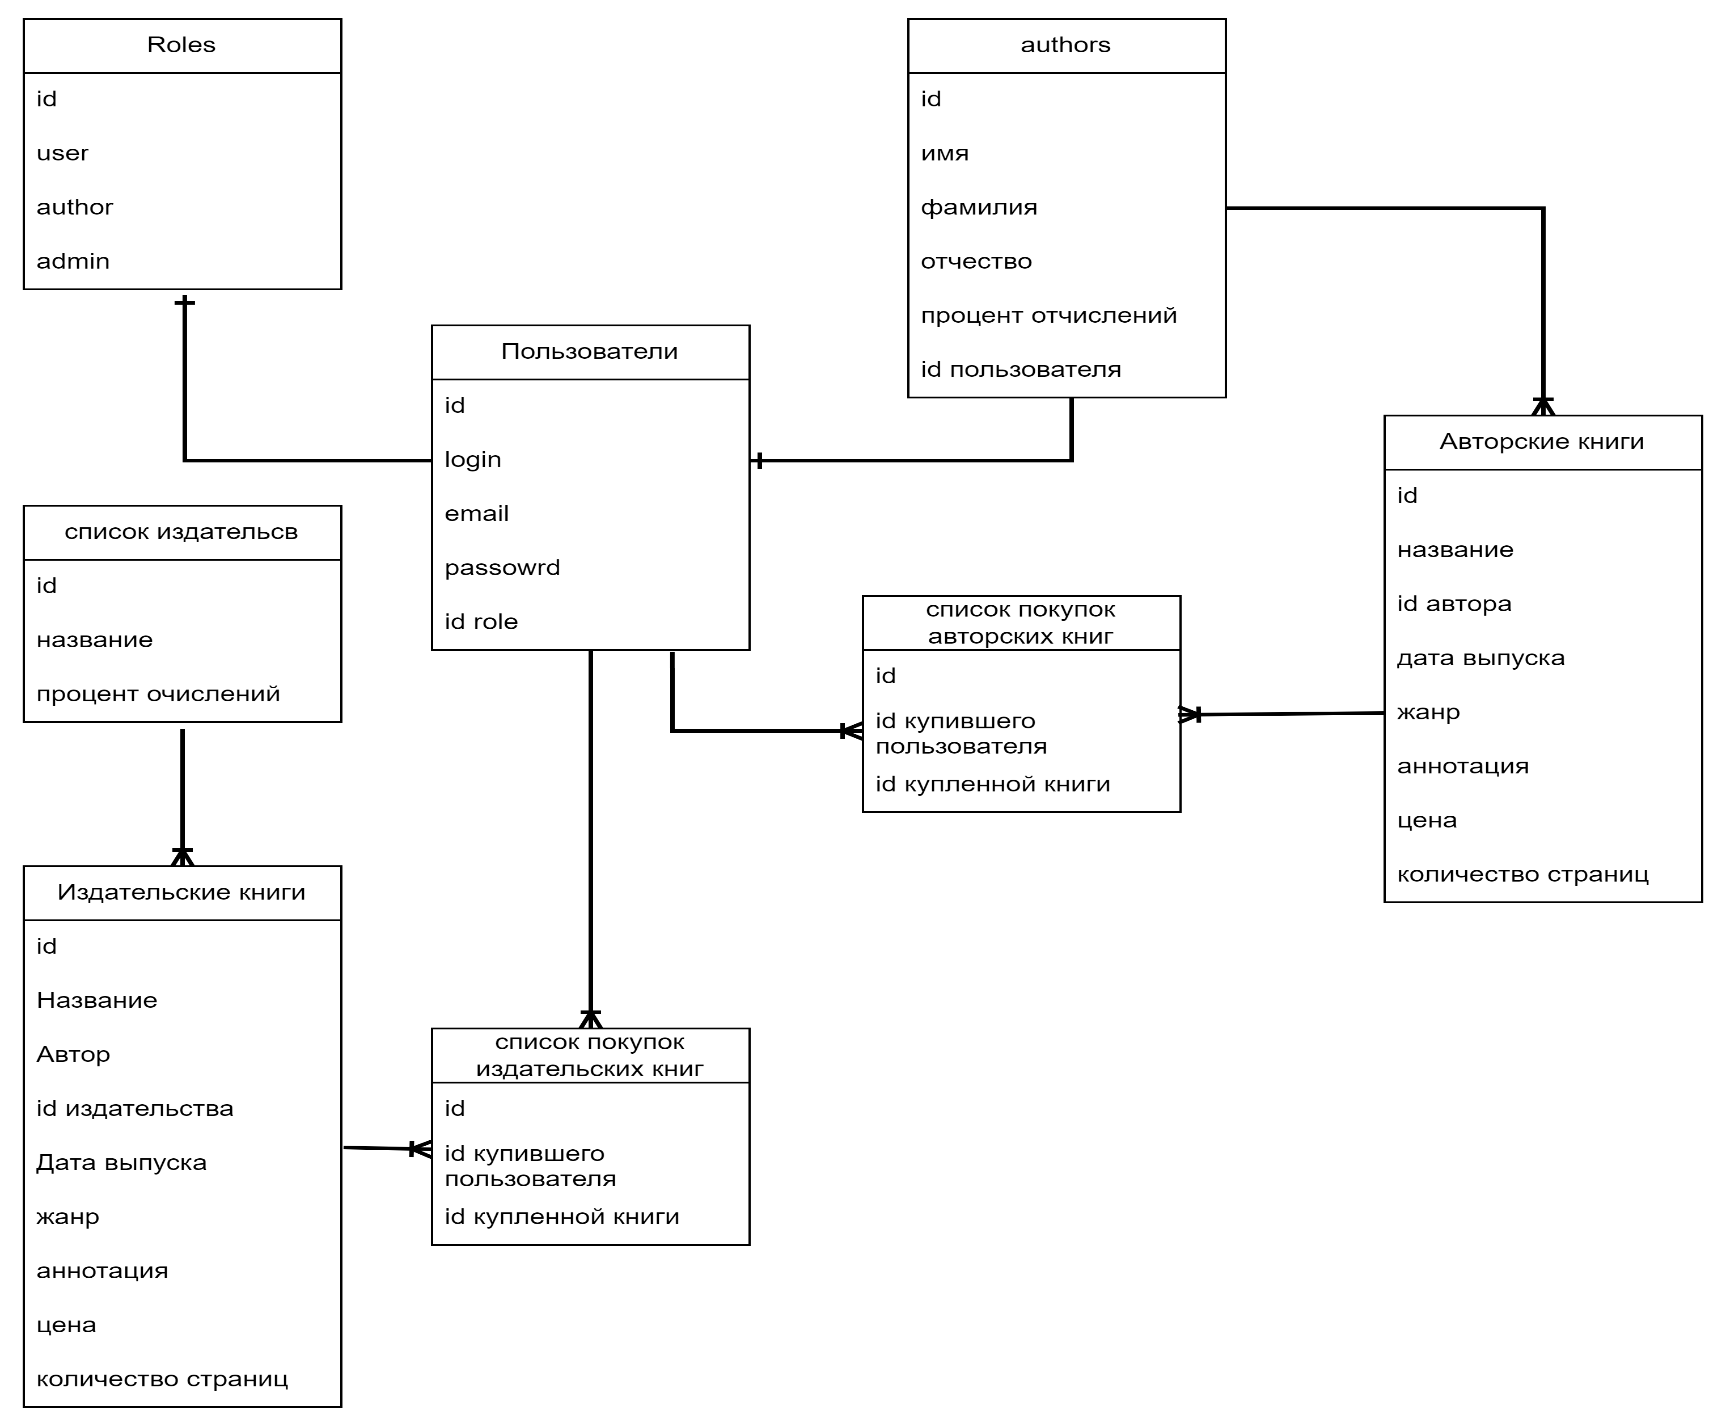 Roles
id
user
author
admin
authors
id
имя
фамилия
отчество
процент отчислений
id пользователя
Пользователи
id
login
email
passowrd
id role
Авторские книги
id
название
id автора
дата выпуска
жанр
аннотация
цена
количество страниц
список издательсв
id
название
процент очислений
список покупок
авторских книг
id
id купившего
пользователя
id купленной книги
Издательские книги
id
Название
Автор
id издательства
Дата выпуска
жанр
аннотация
цена
количество страниц
список покупок
издательских книг
id
id купившего
пользователя
id купленной книги